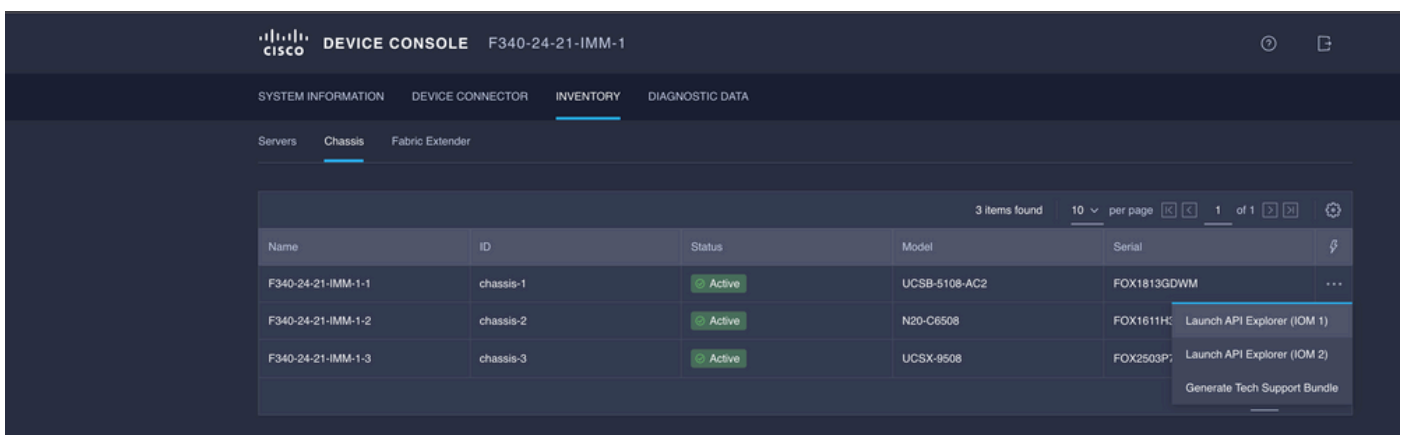 CISCO DEVICE CONSOLE F340-24-21-IMM-1
SYSTEM INFORMATION DEVICE CONNECTOR INVENTORY DIAGNOSTIC DATA
Servers Chassis Fabric Extender
3 items found 10 per page 1 of 1
Name ID Status Model Serial
F340-24-21-IMM-1-1 chassis-1 Active UCSB-5108-AC2 FOX1813GDWM ...
F340-24-21-IMM-1-2 chassis-2 Active N20-C6508
Launch API Explorer (IOM 1)
F340-24-21-IMM-1-3 chassis-3 Active UCSX-9508
Launch API Explorer (IOM 2)
Generate Tech Support Bundle